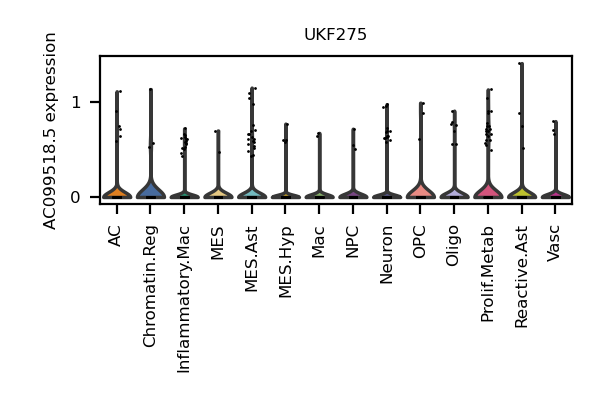 UKF275
AC099518.5 expression
1
0
AC
Chromatin.Reg
Inflammatory.Mac
MES
MES.Ast
MES.Hyp
Mac
NPC
Neuron
OPC
Oligo
Prolif.Metab
Reactive.Ast
Vasc